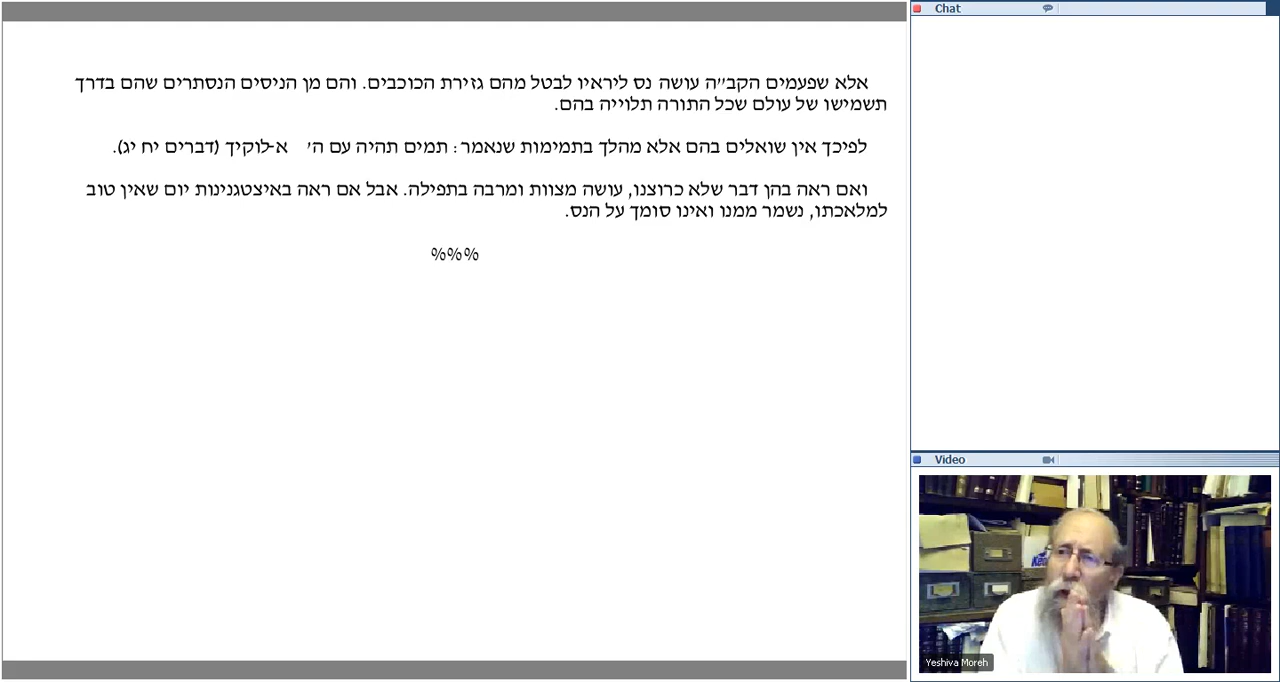 Chat
אלא שפעמים הקב״ה עושה נס ליראיו לבטל מהם גזירת הכוכבים. והם מן הניסים הנסתרים שהם בדרך
תשמישו של עולם שכל התורה תלוייה בהם.
לפיכך אין שואלים בהם אלא מהלך בתמימות שנאמר: תמים תהיה עם ה׳ א-לוקיך (דברים יח יג).
ואם ראה בהן דבר שלא כרוצנו, עושה מצוות ומרבה בתפילה. אבל אם ראה באיצטגנינות יום שאין טוב
למלאכתו, נשמר ממנו ואינו סומך על הנס.
%%%
Video
Yeshiva Moreh